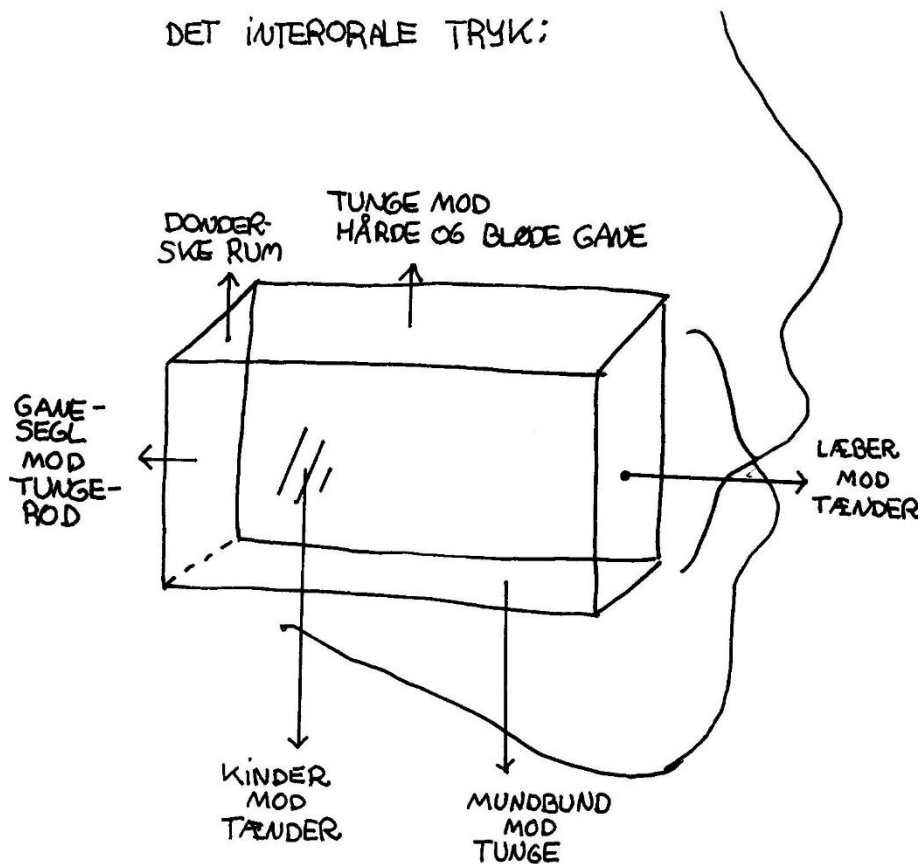 DET INTERORALE TRYK:
DONDER-
SKE RUM
TUNGE MOD
HÅRDE OG BLØDE GANE
GANE-
SEGL
MOD
TUNGE-
ROD
LÆBER
MOD
TÆNDER
KINDER
MOD
TÆNDER
MUNDBUND
MOD
TUNGE